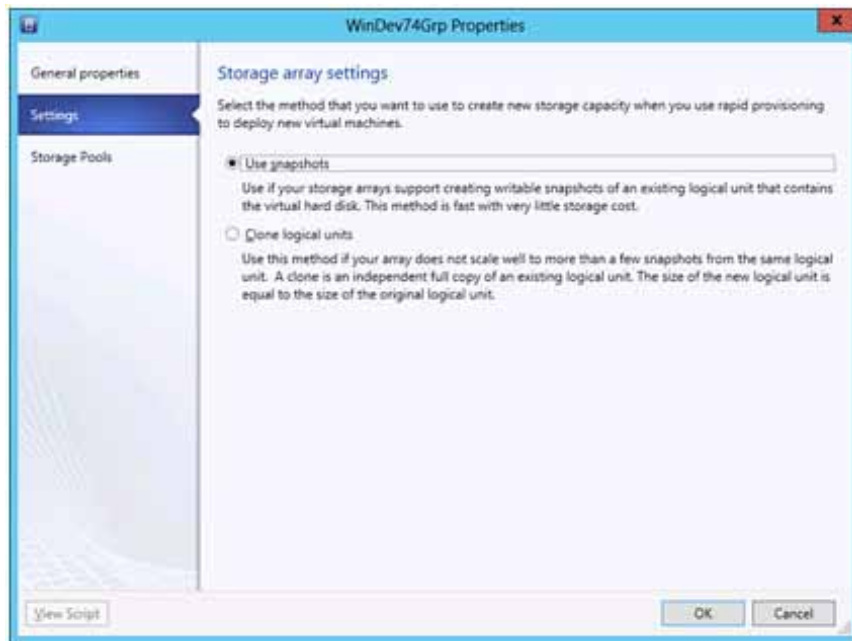 WinDev74Grp Properties
General properties
Settings
Storage Pools
Storage array settings
Select the method that you want to use to create new storage capacity when you use rapid provisioning
to deploy new virtual machines.
Use snapshots
Use if your storage arrays support creating writable snapshots of an existing logical unit that contains
the virtual hard disk. This method is fast with very little storage cost.
Clone logical units
Use this method if your array does not scale well to more than a few snapshots from the same logical
unit. A clone is an independent full copy of an existing logical unit. The size of the new logical unit is
equal to the size of the original logical unit.
View Script
OK
Cancel